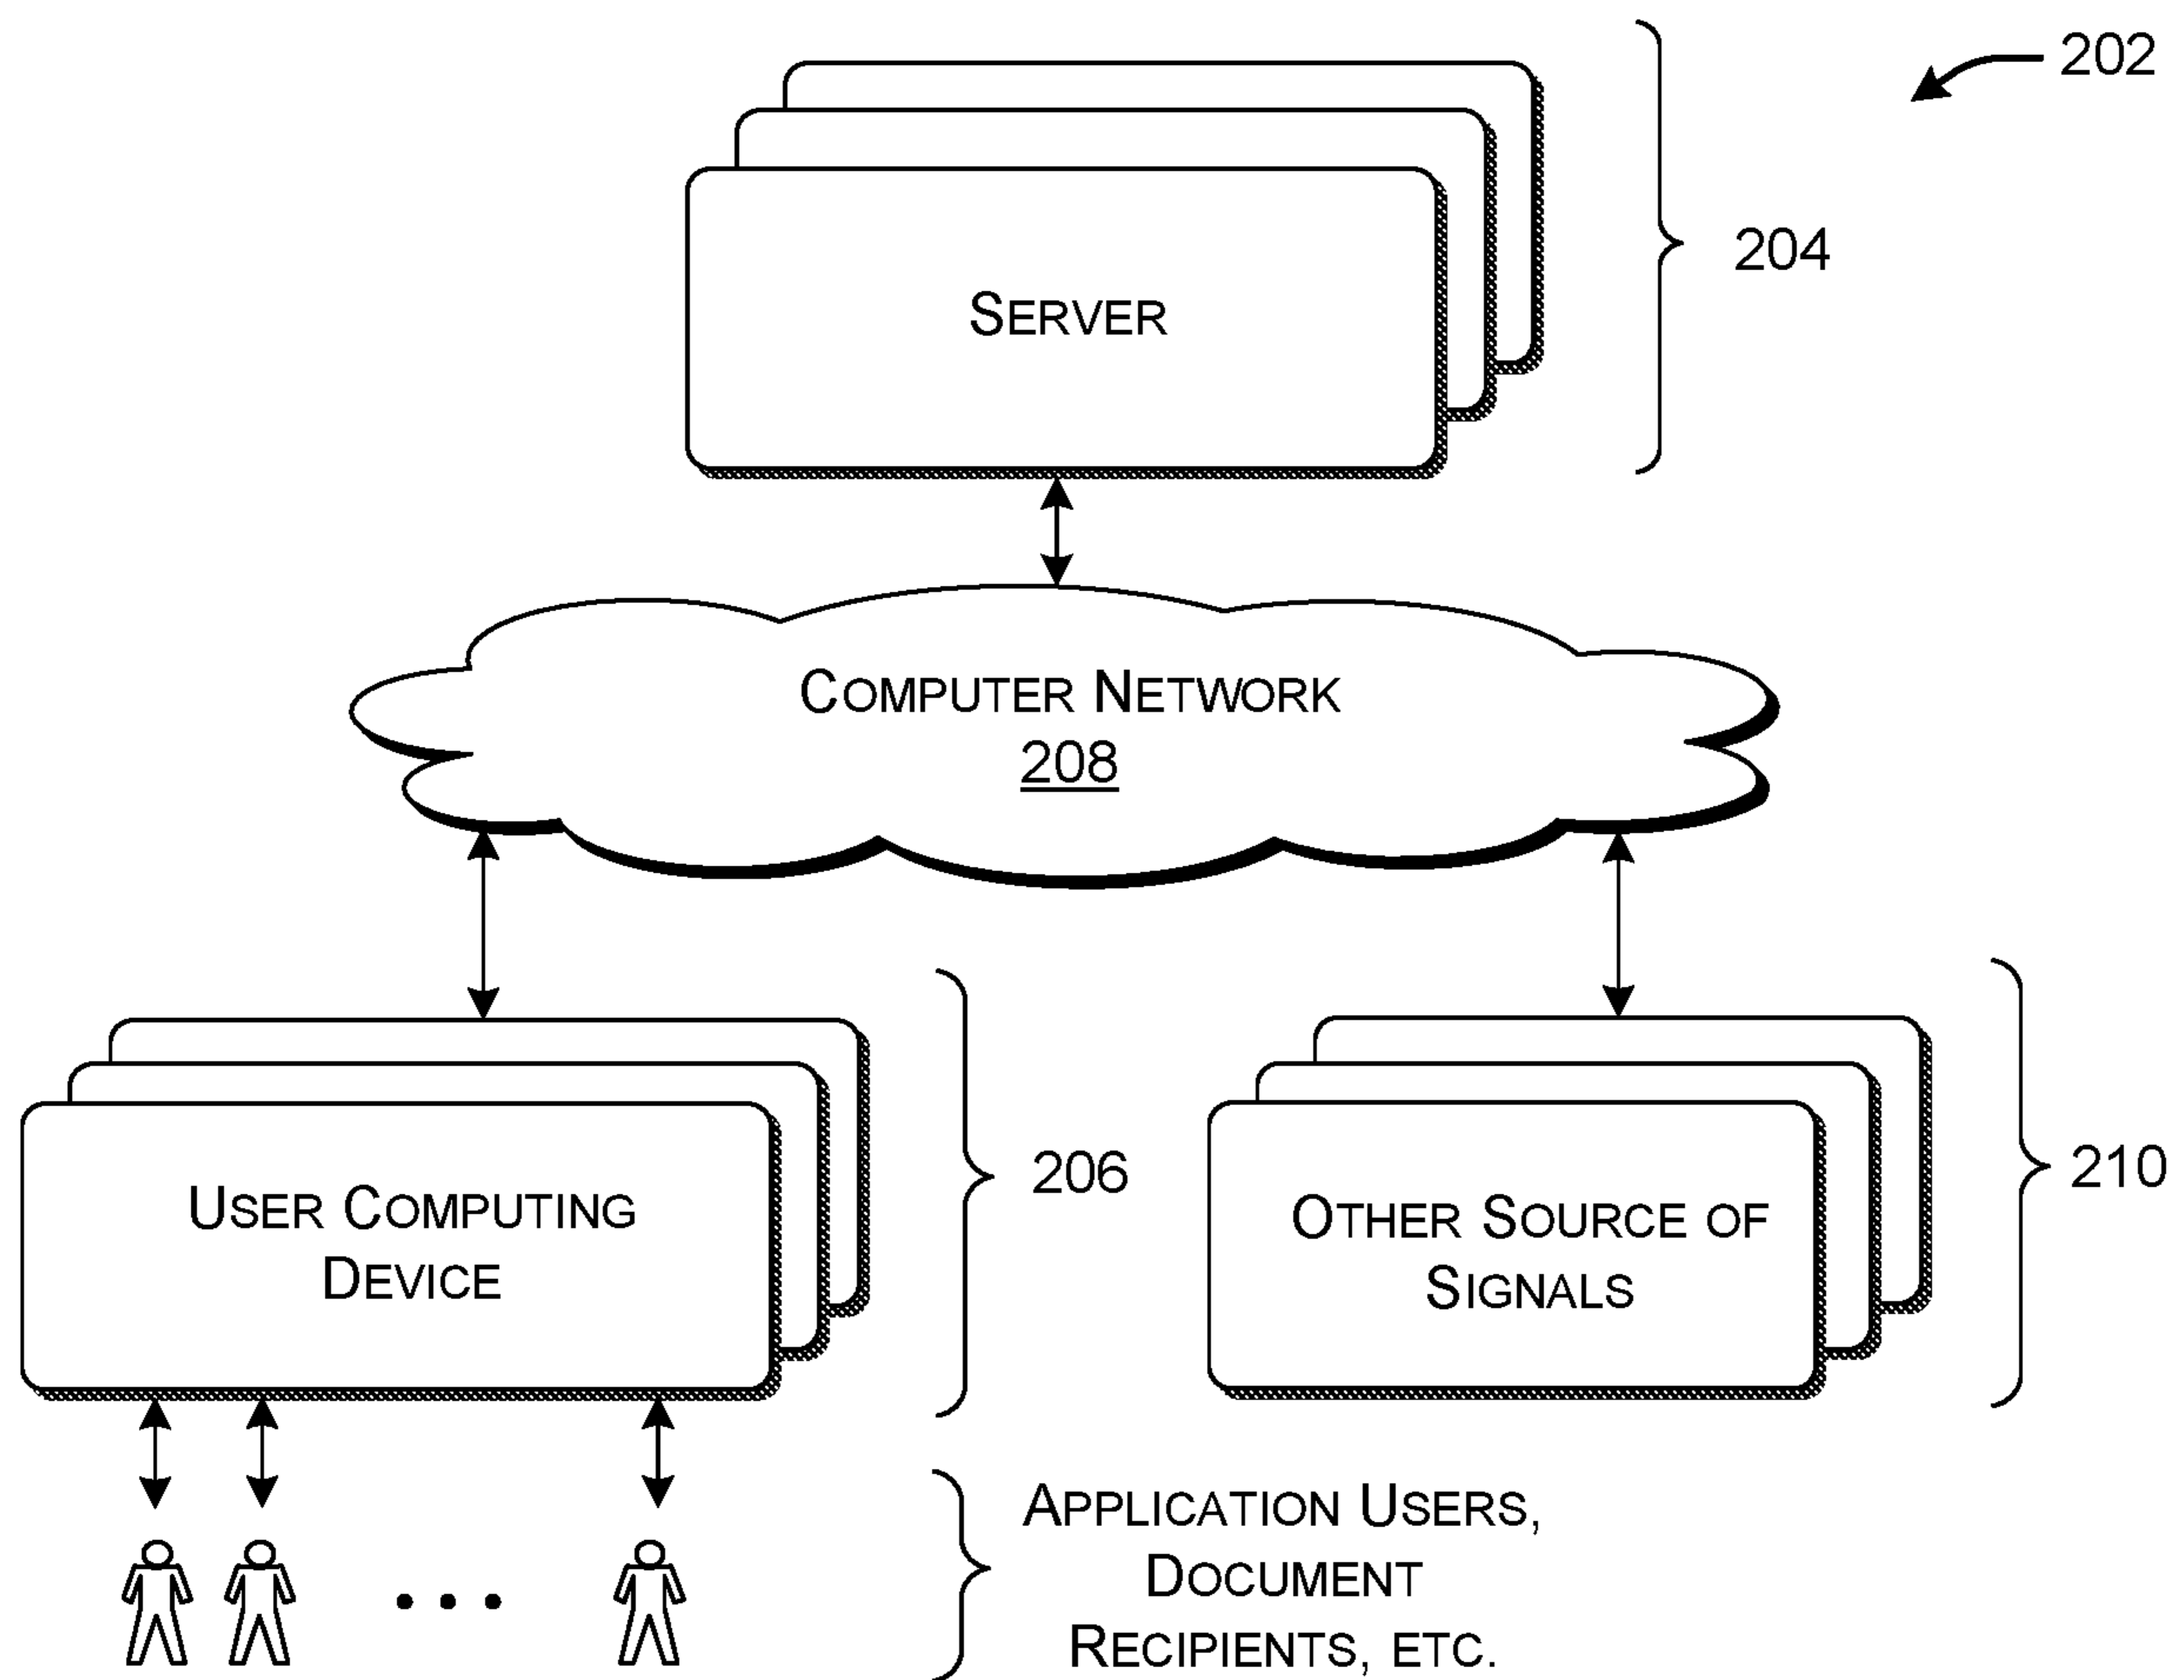 202
204
SERVER
COMPUTER NETWORK
208
206
USER COMPUTING
DEVICE
210
OTHER SOURCE OF
SIGNALS
APPLICATION USERS,
DOCUMENT
RECIPIENTS, ETC.